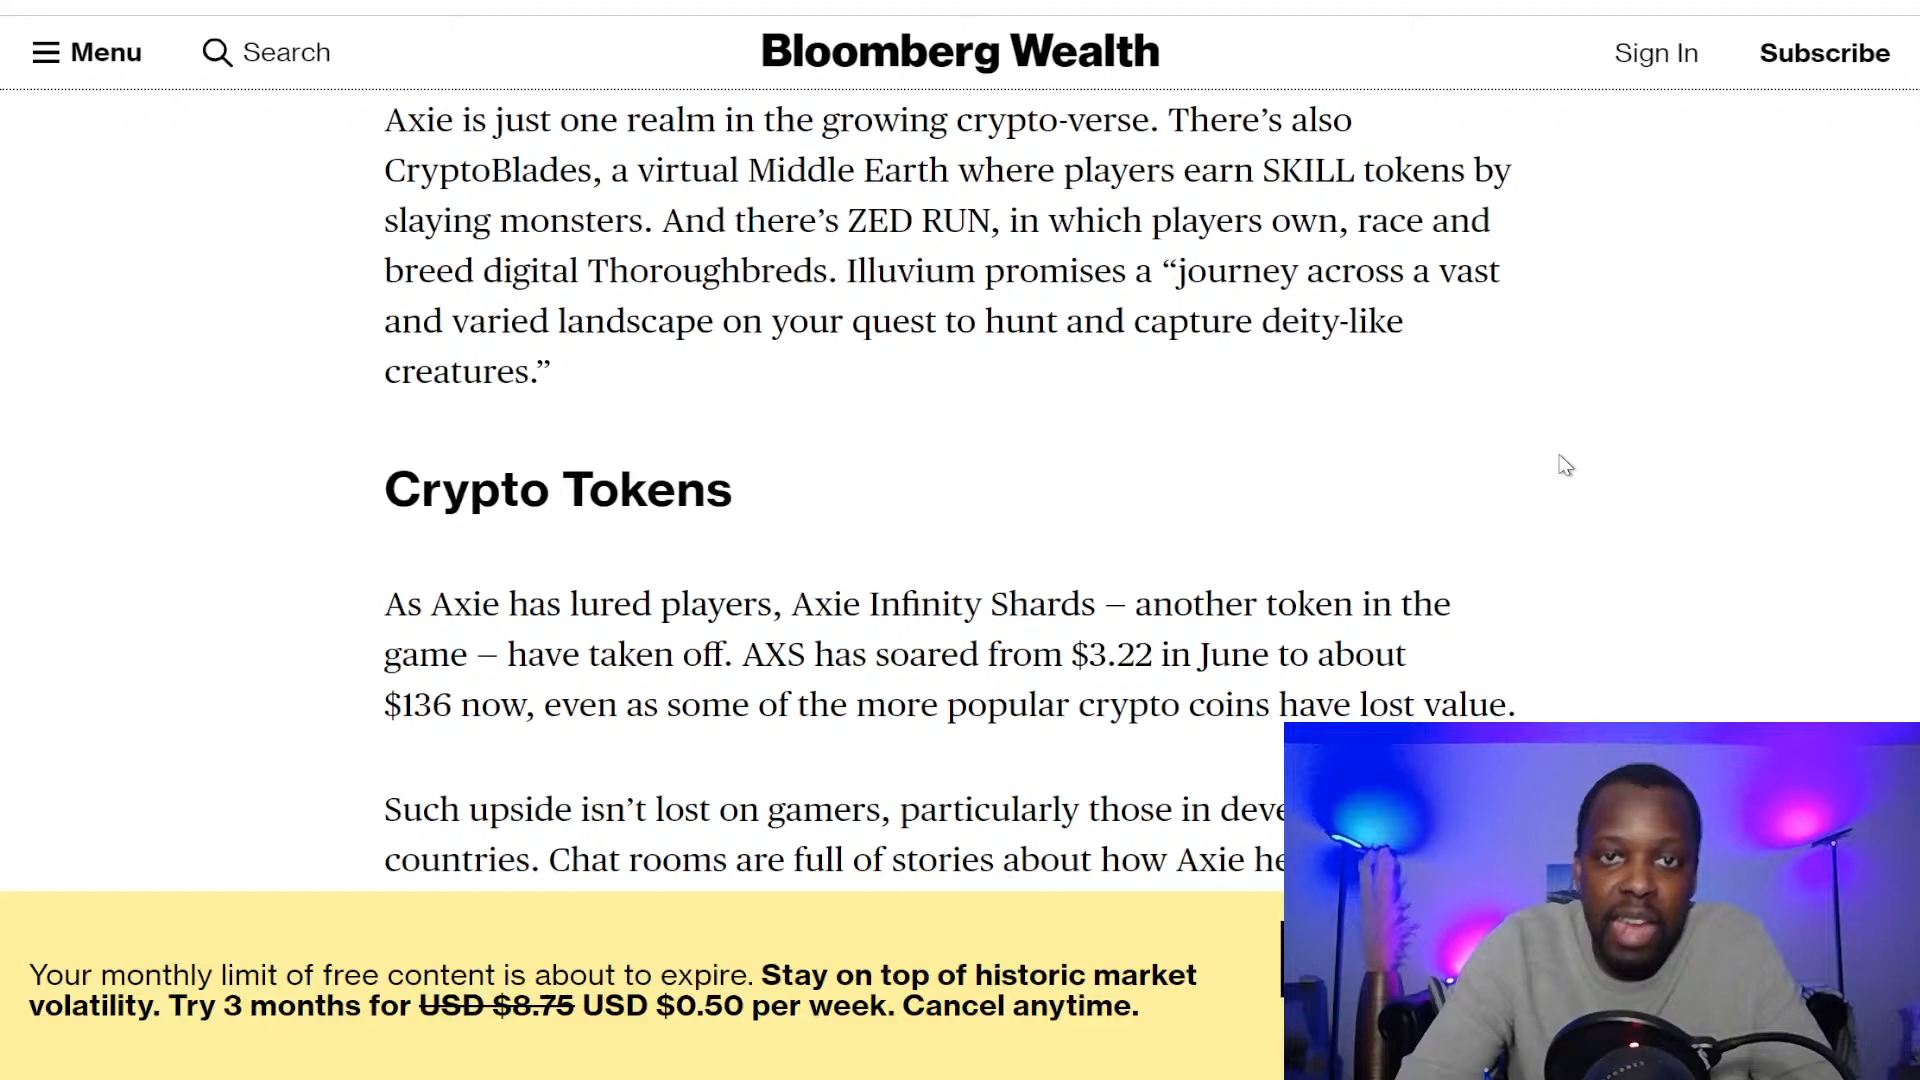 Menu
Search
Bloomberg Wealth
Sign In
Subscribe
Axie is just one realm in the growing crypto-verse. There’s also
CryptoBlades, a virtual Middle Earth where players earn SKILL tokens by
slaying monsters. And there’s ZED RUN, in which players own, race and
breed digital Thoroughbreds. Illuvium promises a “journey across a vast
and varied landscape on your quest to hunt and capture deity-like
creatures.”
Crypto Tokens
As Axie has lured players, Axie Infinity Shards – another token in the
game – have taken off. AXS has soared from $3.22 in June to about
$136 now, even as some of the more popular crypto coins have lost value.
Such upside isn’t lost on gamers, particularly those in
countries. Chat rooms are full of stories about how Axie
Your monthly limit of free content is about to expire. Stay on top of historic market
volatility. Try 3 months for USD $8.75 USD $0.50 per week. Cancel anytime.